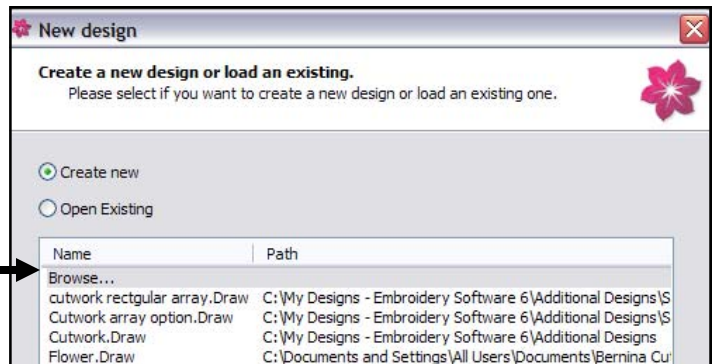 New design
Create a new design or load an existing.
Please select if you want to create a new design or load an existing one.
Create new
Open Existing
Name Path
Browse...
cutwork rectgular array.Draw C:\My Designs - Embroidery Software 6\Additional Designs\S
Cutwork array option.Draw C:\My Designs - Embroidery Software 6\Additional Designs\S
Cutwork.Draw C:\My Designs - Embroidery Software 6\Additional Designs
Flower.Draw C:\Documents and Settings\All Users\Documents\Bernina Cu